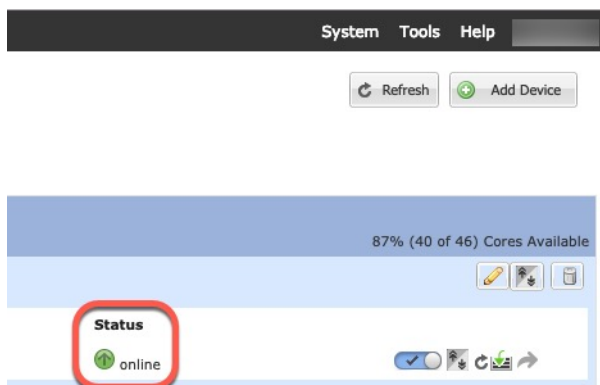 System Tools Help
Refresh Add Device
87% (40 of 46) Cores Available
Status
online